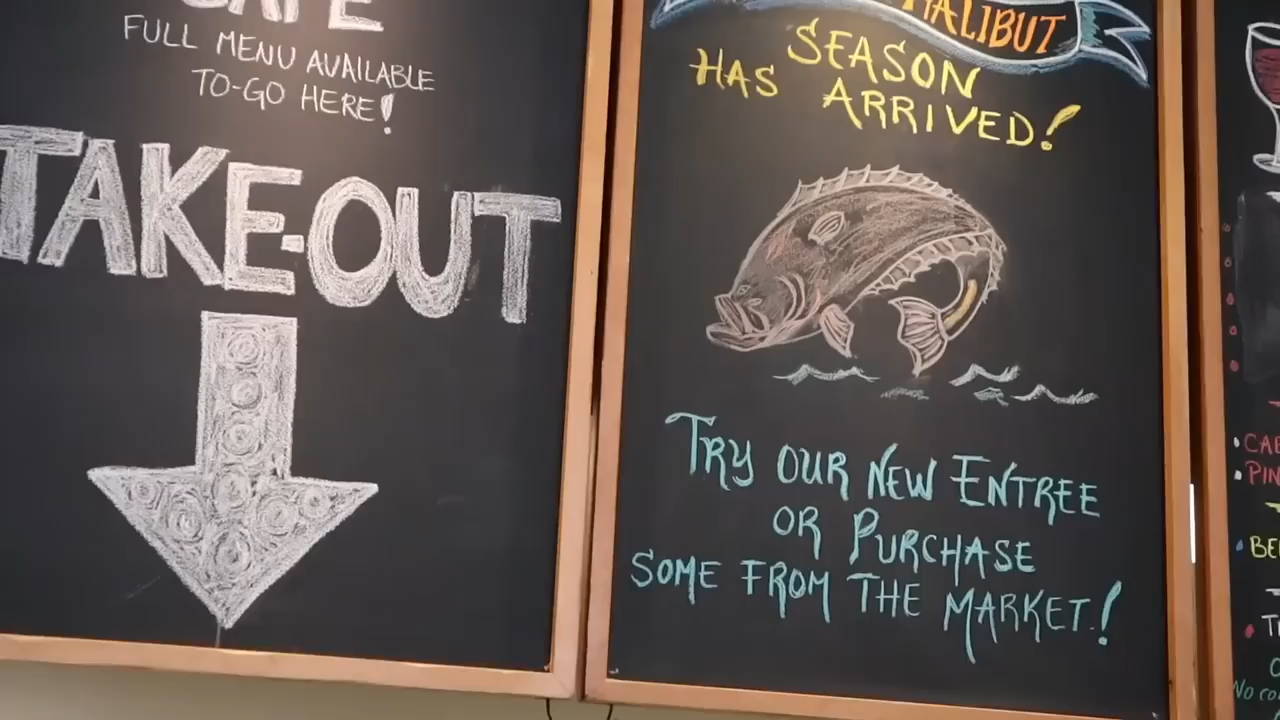 CAFE
FULL MENU AVAILABLE
TO-GO HERE!
TAKE-OUT
HALIBUT
SEASON
HAS ARRIVED!
TRY OUR NEW ENTREE
OR PURCHASE
SOME FROM THE MARKET!